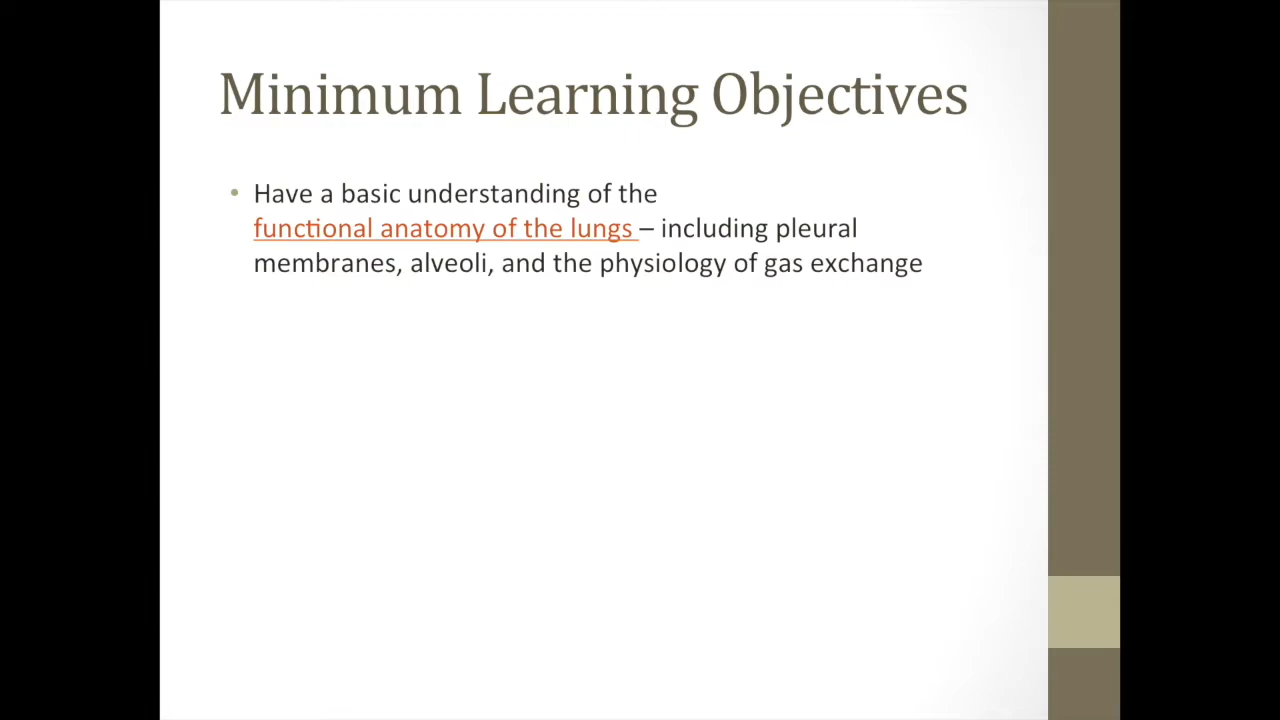 Minimum Learning Objectives
• Have a basic understanding of the
functional anatomy of the lungs – including pleural
membranes, alveoli, and the physiology of gas exchange